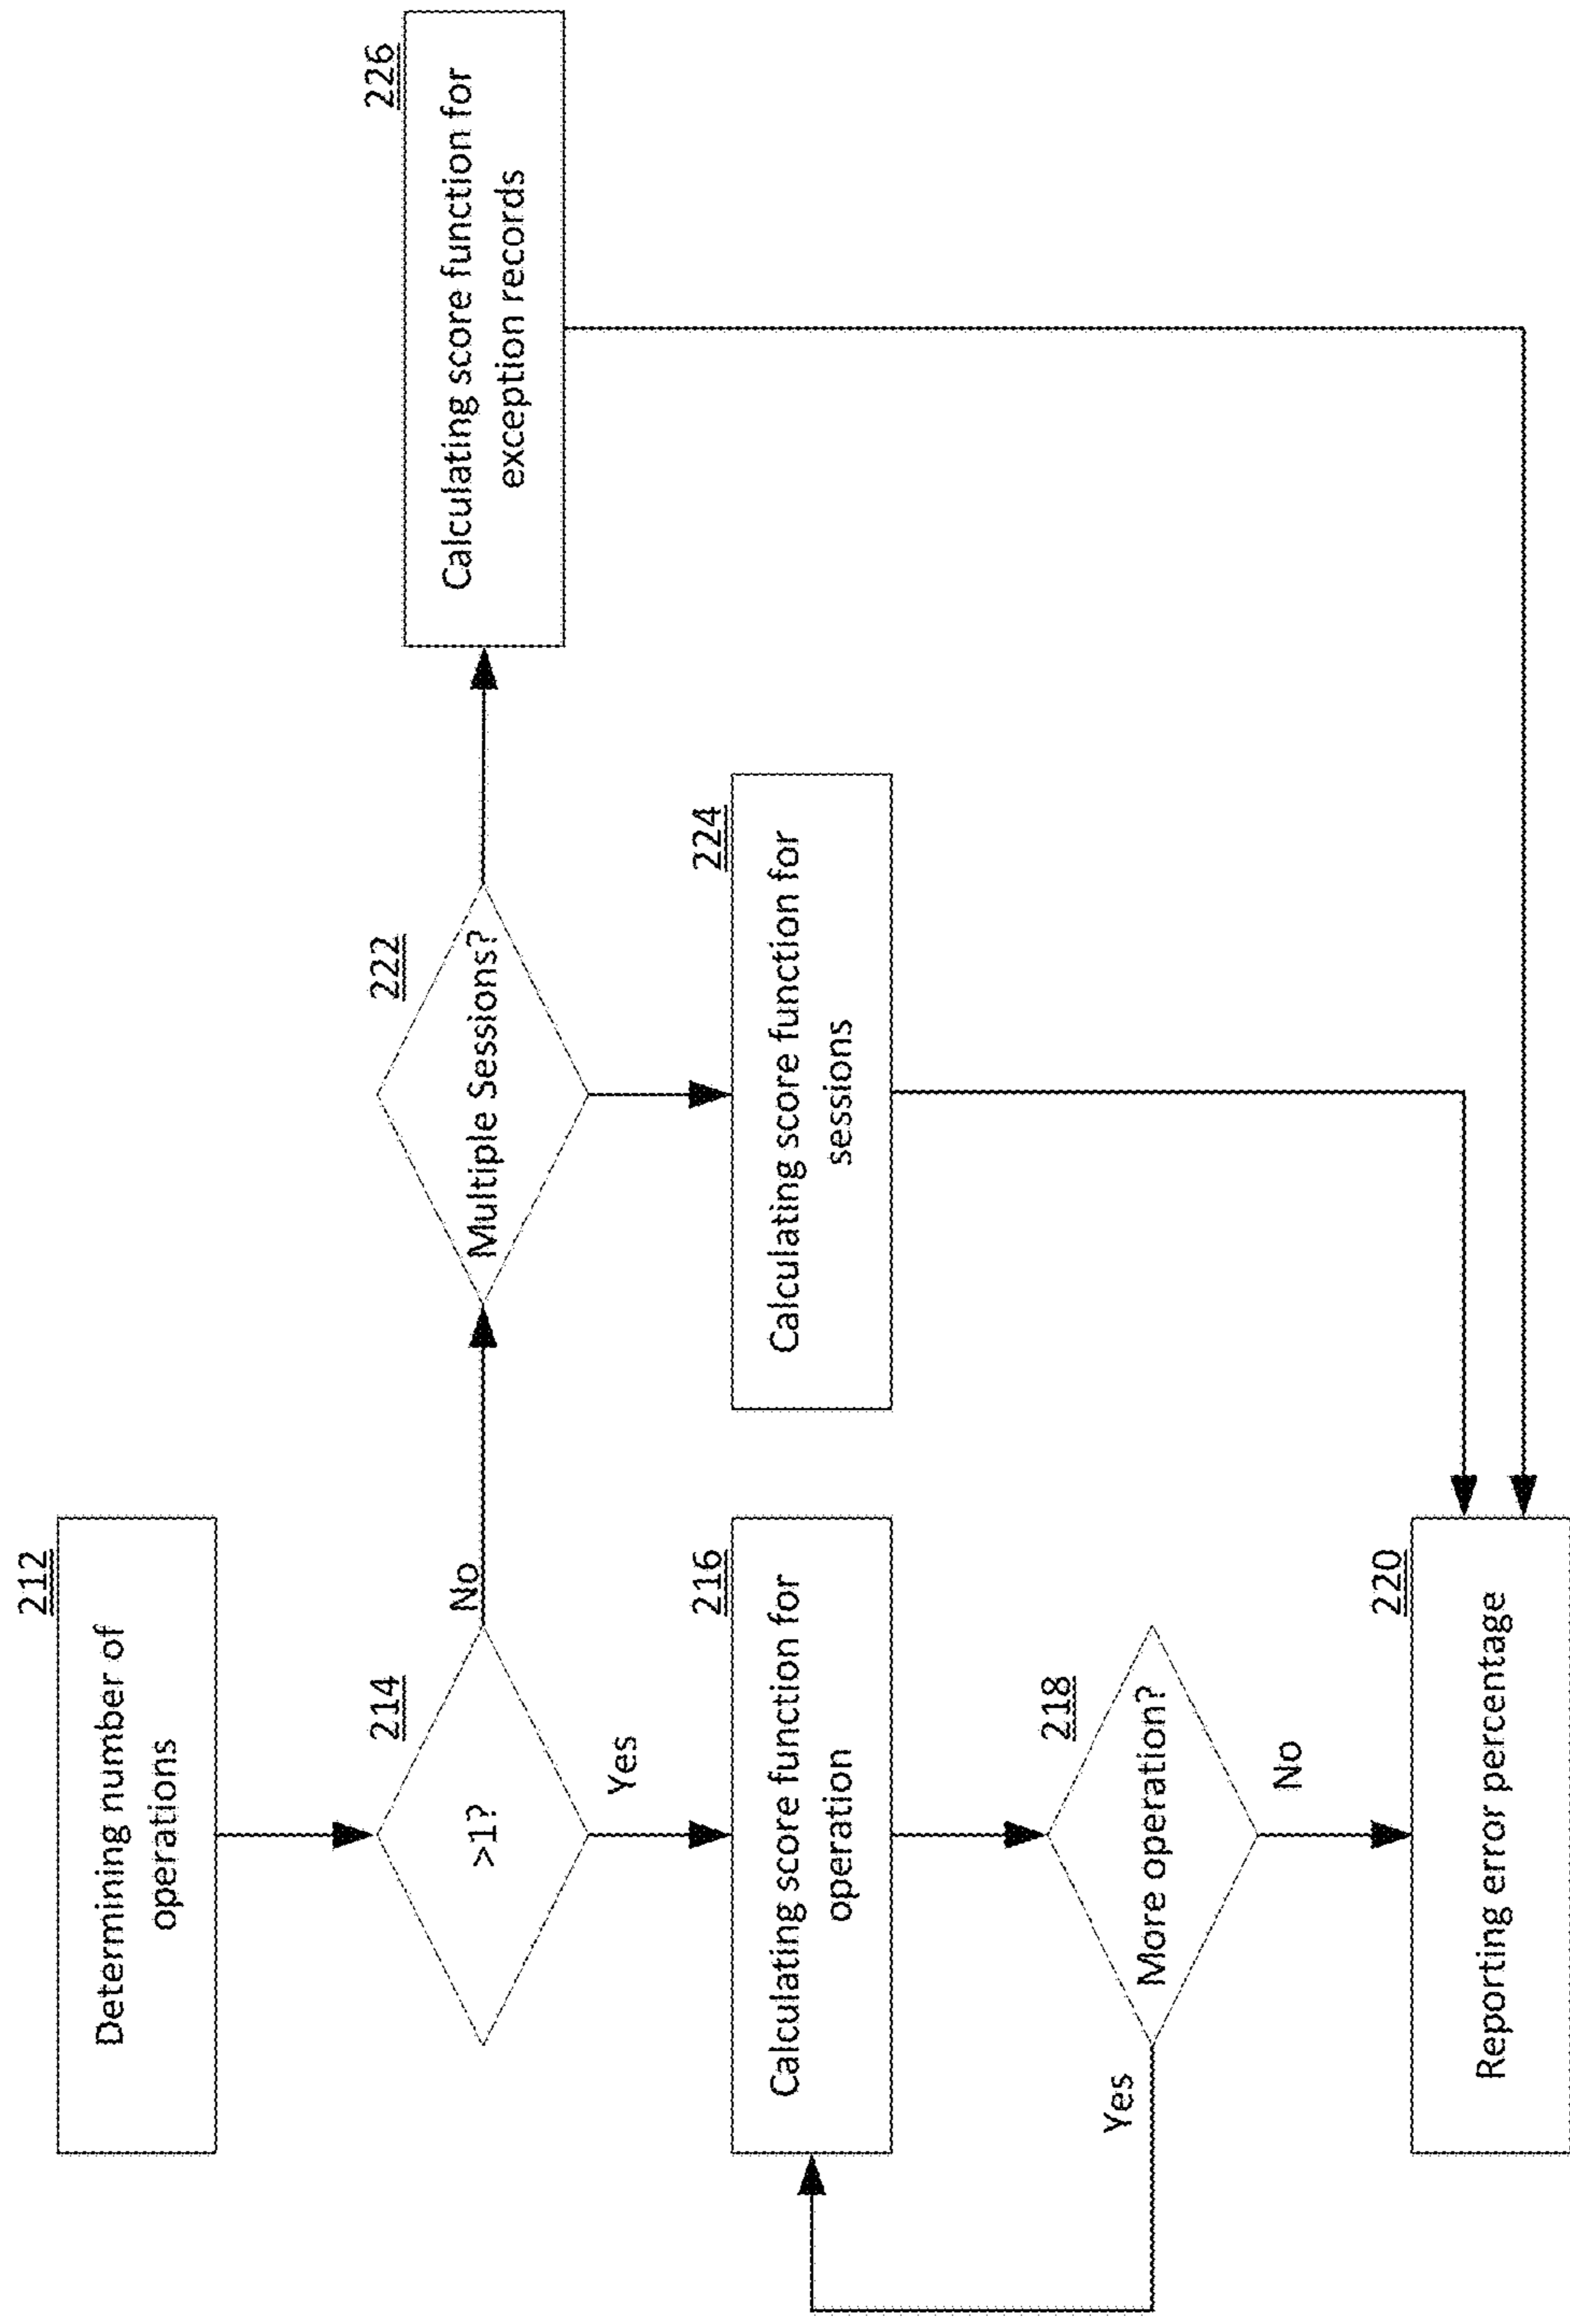 212
Determining number of
operations
214
>1?
No
Yes
222
Multiple Sessions?
226
Calculating score function for
exception records
216
Calculating score function for
operation
224
Calculating score function for
sessions
218
More operation?
Yes
No
220
Reporting error percentage